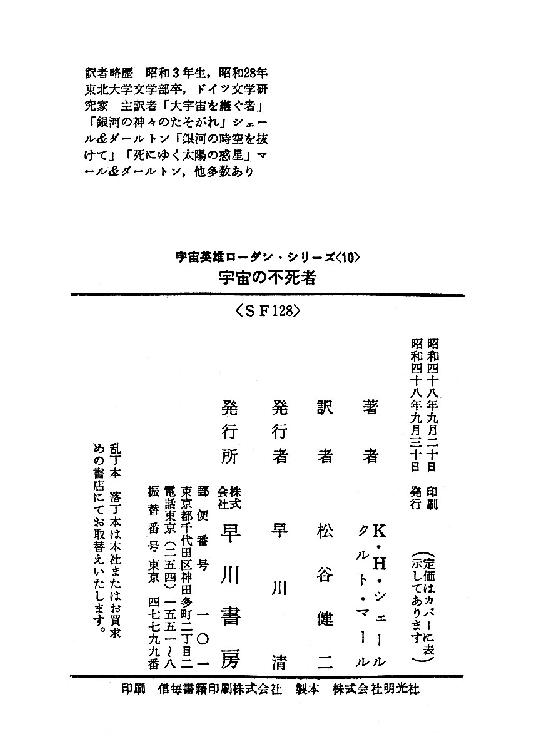 訳者略歴　昭和3年生，昭和28年
東北大学文学部卒，ドイツ文学研
究家　主訳者「大宇宙を継ぐ者」
「銀河の神々のたそがれ」シェー
ル&ダールトン「銀河の時空を抜
けて」「死にゆく太陽の惑星」マ
ール&ダールトン，他多数あり
宇宙英雄ローダン・シリーズ〈10〉
宇宙の不死者
〈SF128〉
昭和四十八年九月二十日　印刷
昭和四十八年九月三十日　発行
（定価はカバーに表
示してあります）
著者　K・H・シェール
クルト・マール
訳者　松谷健二
発行者　早川清
発行所　株式会社　早川書房
郵便番号　一〇一
東京都千代田区神田多町二丁目二
電話東京（二五四）一五五一～八
振替番号東京　四七七九九番
乱丁本　落丁本は本社またはお買求
めの書店にてお取替えいたします。
印刷　信毎書籍印刷株式会社　製本　株式会社明光社